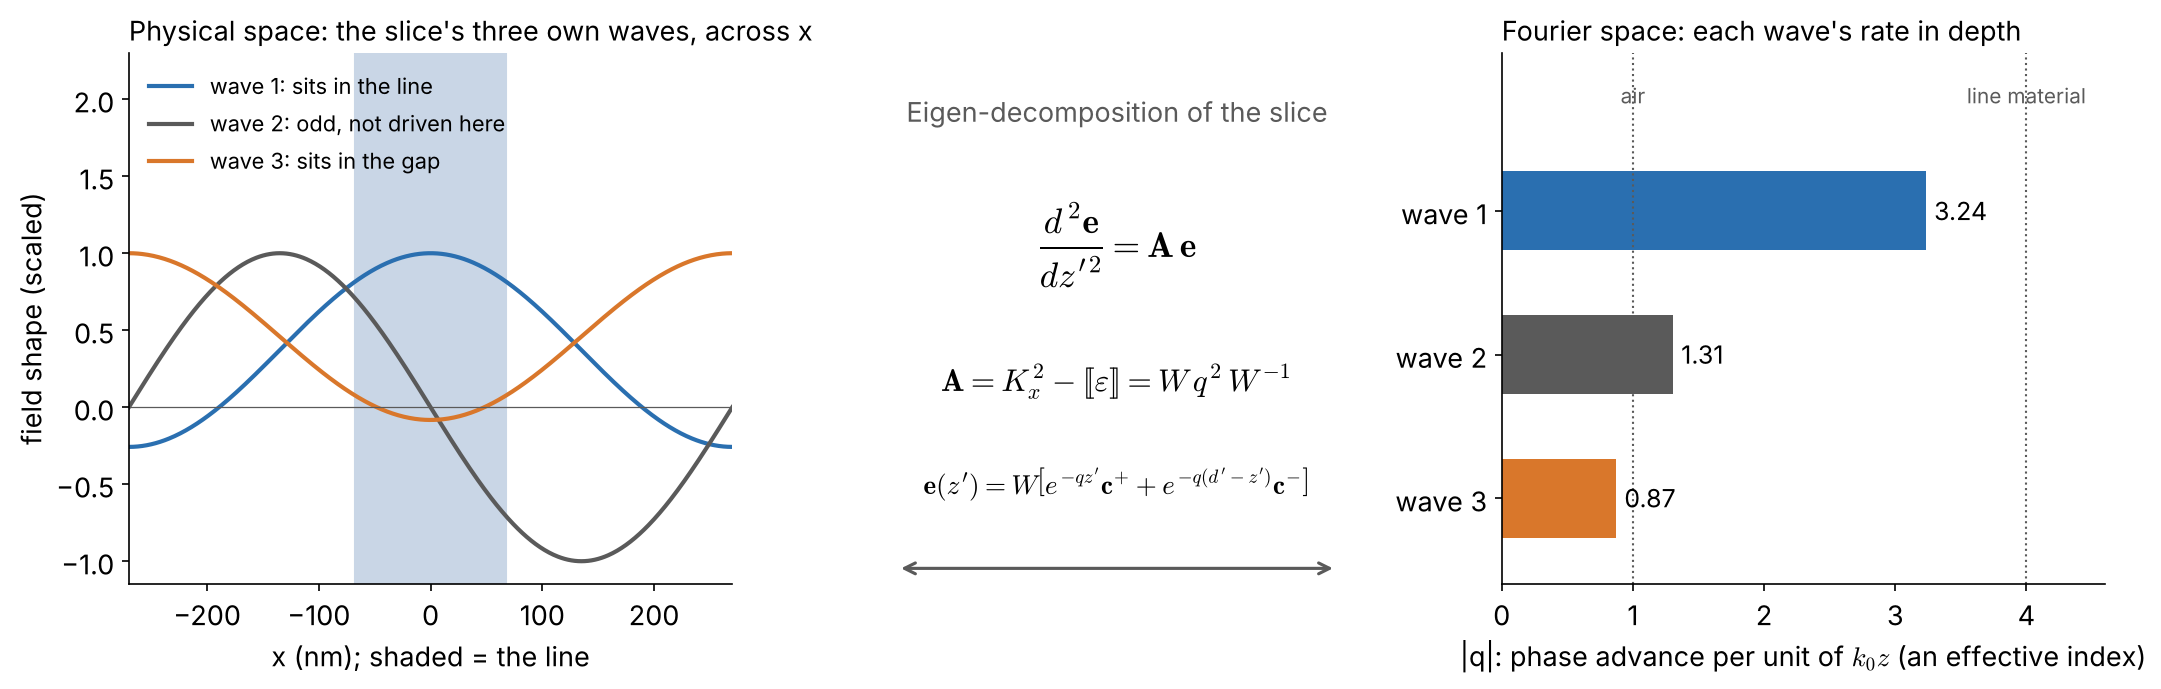 Physical space: the slice's three own waves, across x
wave 1: sits in the line
wave 2: odd, not driven here
wave 3: sits in the gap
field shape (scaled)
2.0
1.5
1.0
0.5
0.0
−0.5
−1.0
−200
−100
0
100
200
x (nm); shaded = the line
Eigen-decomposition of the slice
d²e/dz′² = A e
A = K_x² − ⟦ε⟧ = W q² W⁻¹
e(z′) = W[e^{−qz′} c⁺ + e^{−q(d′ − z′)} c⁻]
Fourier space: each wave's rate in depth
air
line material
wave 1
3.24
wave 2
1.31
wave 3
0.87
0
1
2
3
4
|q|: phase advance per unit of k₀z (an effective index)